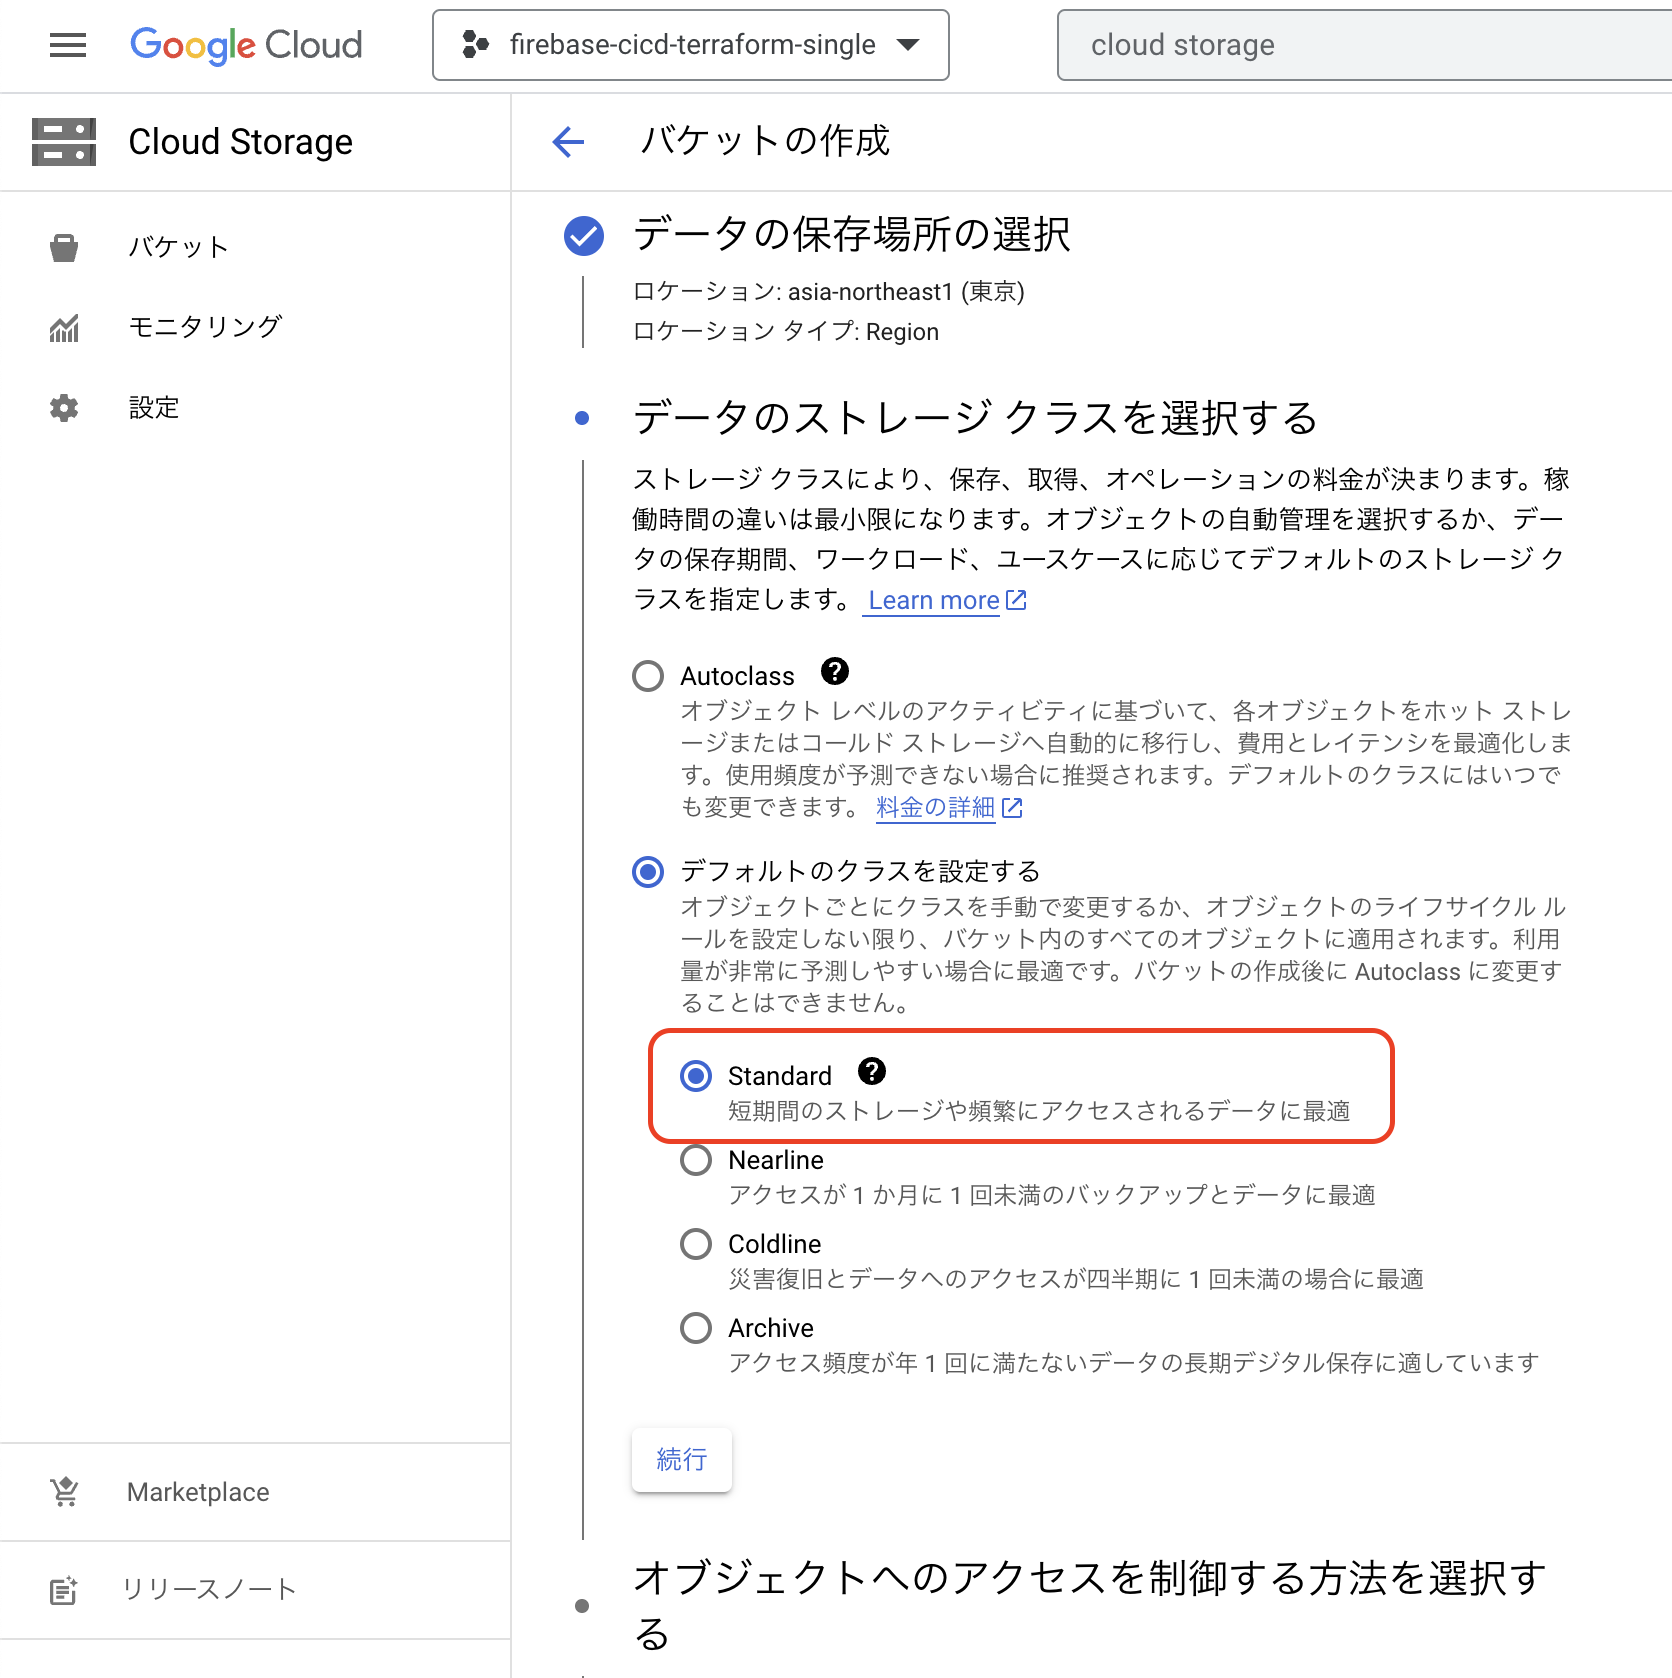 Google Cloud
firebase-cicd-terraform-single
cloud storage
Cloud Storage
バケットの作成
バケット
モニタリング
設定
Marketplace
リリースノート
データの保存場所の選択
ロケーション: asia-northeast1 (東京)
ロケーション タイプ: Region
データのストレージ クラスを選択する
ストレージ クラスにより、保存、取得、オペレーションの料金が決まります。稼
働時間の違いは最小限になります。オブジェクトの自動管理を選択するか、デー
タの保存期間、ワークロード、ユースケースに応じてデフォルトのストレージ ク
ラスを指定します。 Learn more
Autoclass
オブジェクト レベルのアクティビティに基づいて、各オブジェクトをホット ストレ
ージまたはコールド ストレージへ自動的に移行し、費用とレイテンシを最適化しま
す。使用頻度が予測できない場合に推奨されます。デフォルトのクラスにはいつで
も変更できます。 料金の詳細
デフォルトのクラスを設定する
オブジェクトごとにクラスを手動で変更するか、オブジェクトのライフサイクル ル
ールを設定しない限り、バケット内のすべてのオブジェクトに適用されます。利用
量が非常に予測しやすい場合に最適です。バケットの作成後に Autoclass に変更す
ることはできません。
Standard
短期間のストレージや頻繁にアクセスされるデータに最適
Nearline
アクセスが 1 か月に 1 回未満のバックアップとデータに最適
Coldline
災害復旧とデータへのアクセスが四半期に 1 回未満の場合に最適
Archive
アクセス頻度が年 1 回に満たないデータの長期デジタル保存に適しています
続行
オブジェクトへのアクセスを制御する方法を選択す
る